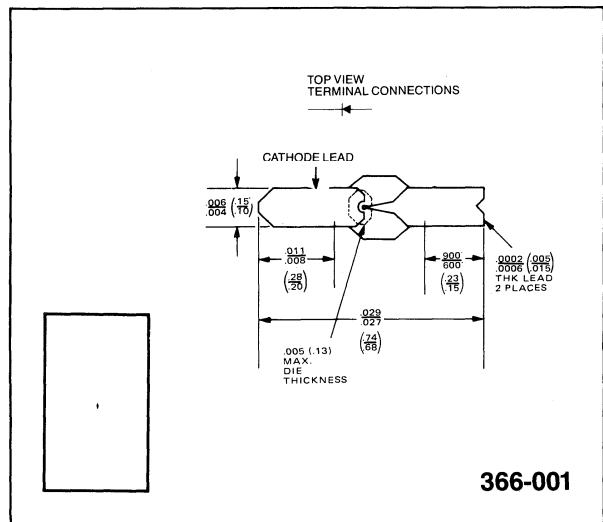 TOP VIEW
TERMINAL CONNECTIONS
CATHODE LEAD
.006 (.15)
.004 (.10)
.011
.008
(.28)
(.20)
900
600
(.23)
(.15)
.0002 (.005)
.0006 (.015)
THK LEAD
2 PLACES
.029
.027
(.74)
(.68)
.005 (.13)
MAX.
DIE
THICKNESS
366-001